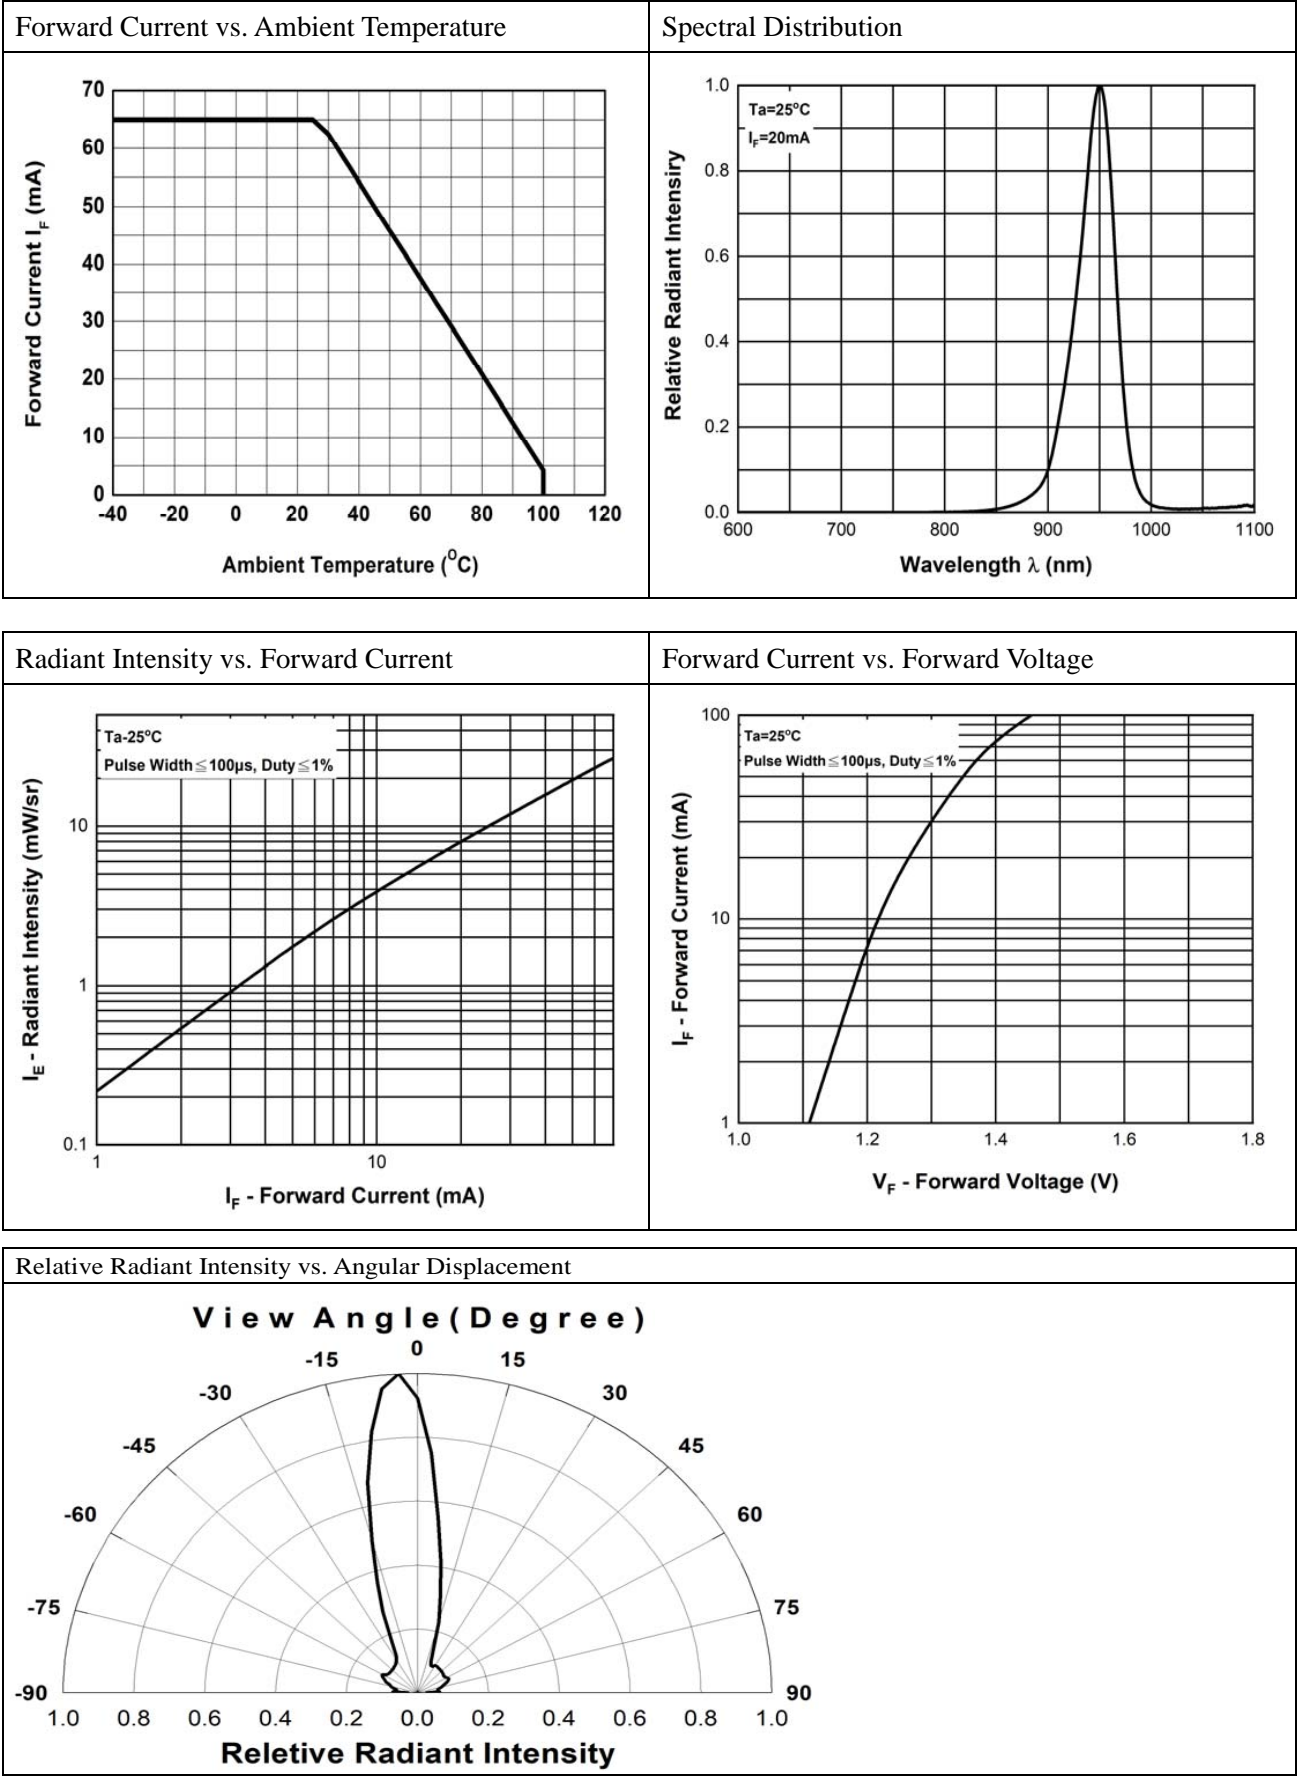 Forward Current vs. Ambient Temperature
Spectral Distribution
70
60
50
40
30
20
10
0
-40 -20 0 20 40 60 80 100 120
Forward Current IF (mA)
Ambient Temperature (°C)
1.0
0.8
0.6
0.4
0.2
0.0
Ta=25°C
IF=20mA
600 700 800 900 1000 1100
Relative Radiant Intensiry
Wavelength λ (nm)
Radiant Intensity vs. Forward Current
Forward Current vs. Forward Voltage
Ta-25°C
Pulse Width≦100μs, Duty≦1%
10
1
0.1
1 10
IE - Radiant Intensity (mW/sr)
IF - Forward Current (mA)
100
10
1
Ta=25°C
Pulse Width≦100μs, Duty≦1%
1.0 1.2 1.4 1.6 1.8
IF - Forward Current (mA)
VF - Forward Voltage (V)
Relative Radiant Intensity vs. Angular Displacement
View Angle(Degree)
0
-15 15
-30 30
-45 45
-60 60
-75 75
-90 90
1.0 0.8 0.6 0.4 0.2 0.0 0.2 0.4 0.6 0.8 1.0
Reletive Radiant Intensity